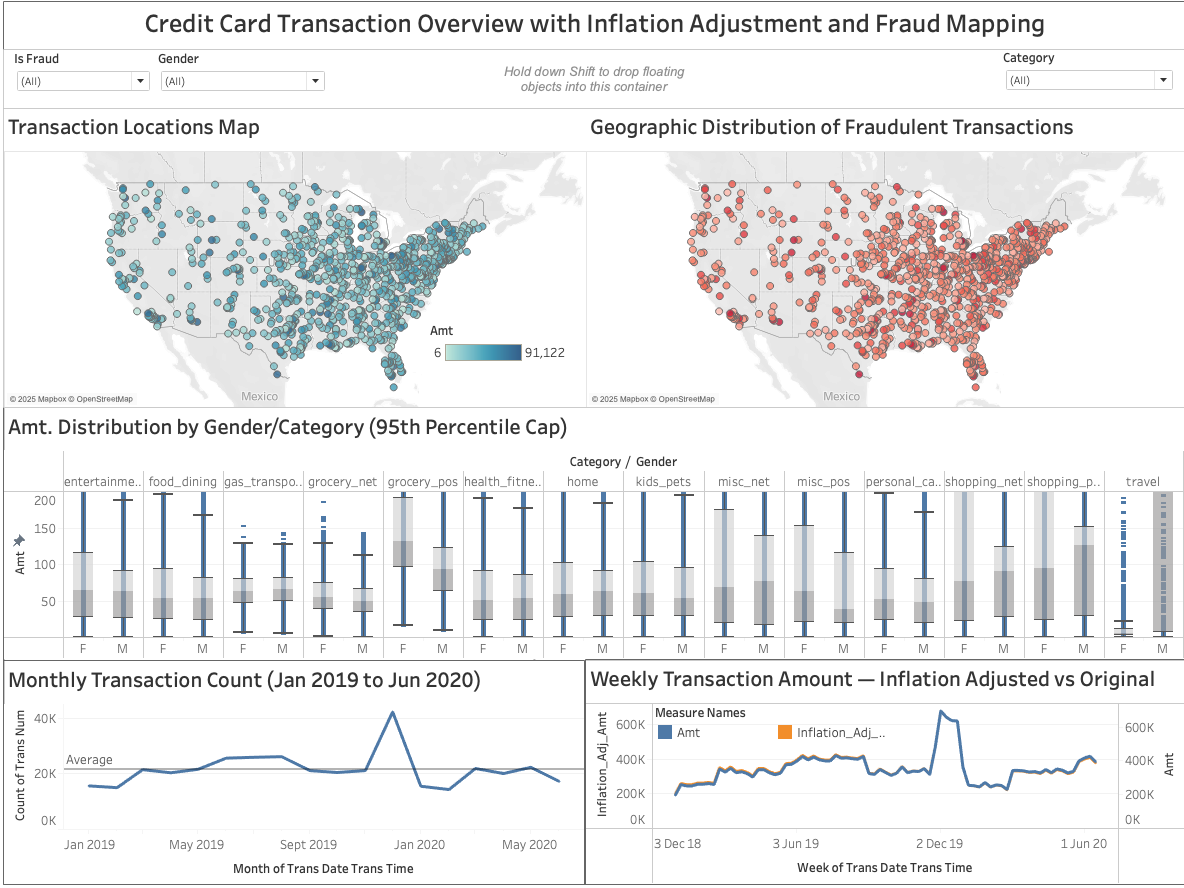 Credit Card Transaction Overview with Inflation Adjustment and Fraud Mapping
Is Fraud
Gender
Category
(All)
(All)
(All)
Hold down Shift to drop floating
objects into this container
Transaction Locations Map
Geographic Distribution of Fraudulent Transactions
Amt
6
91,122
Mexico
Mexico
© 2025 Mapbox © OpenStreetMap
© 2025 Mapbox © OpenStreetMap
Amt. Distribution by Gender/Category (95th Percentile Cap)
Category / Gender
entertainme.. food_dining gas_transpo.. grocery_net grocery_pos health_fitne.. home kids_pets misc_net misc_pos personal_ca.. shopping_net shopping_p.. travel
200
150
100
50
Amt
F M F M F M F M F M F M F M F M F M F M F M F M F M F M
Monthly Transaction Count (Jan 2019 to Jun 2020)
Count of Trans Num
40K
20K
0K
Average
Jan 2019 May 2019 Sept 2019 Jan 2020 May 2020
Month of Trans Date Trans Time
Weekly Transaction Amount — Inflation Adjusted vs Original
Measure Names
Amt
Inflation_Adj_..
Inflation_Adj_Amt
600K
400K
200K
0K
600K
400K
200K
0K
Amt
3 Dec 18 3 Jun 19 2 Dec 19 1 Jun 20
Week of Trans Date Trans Time